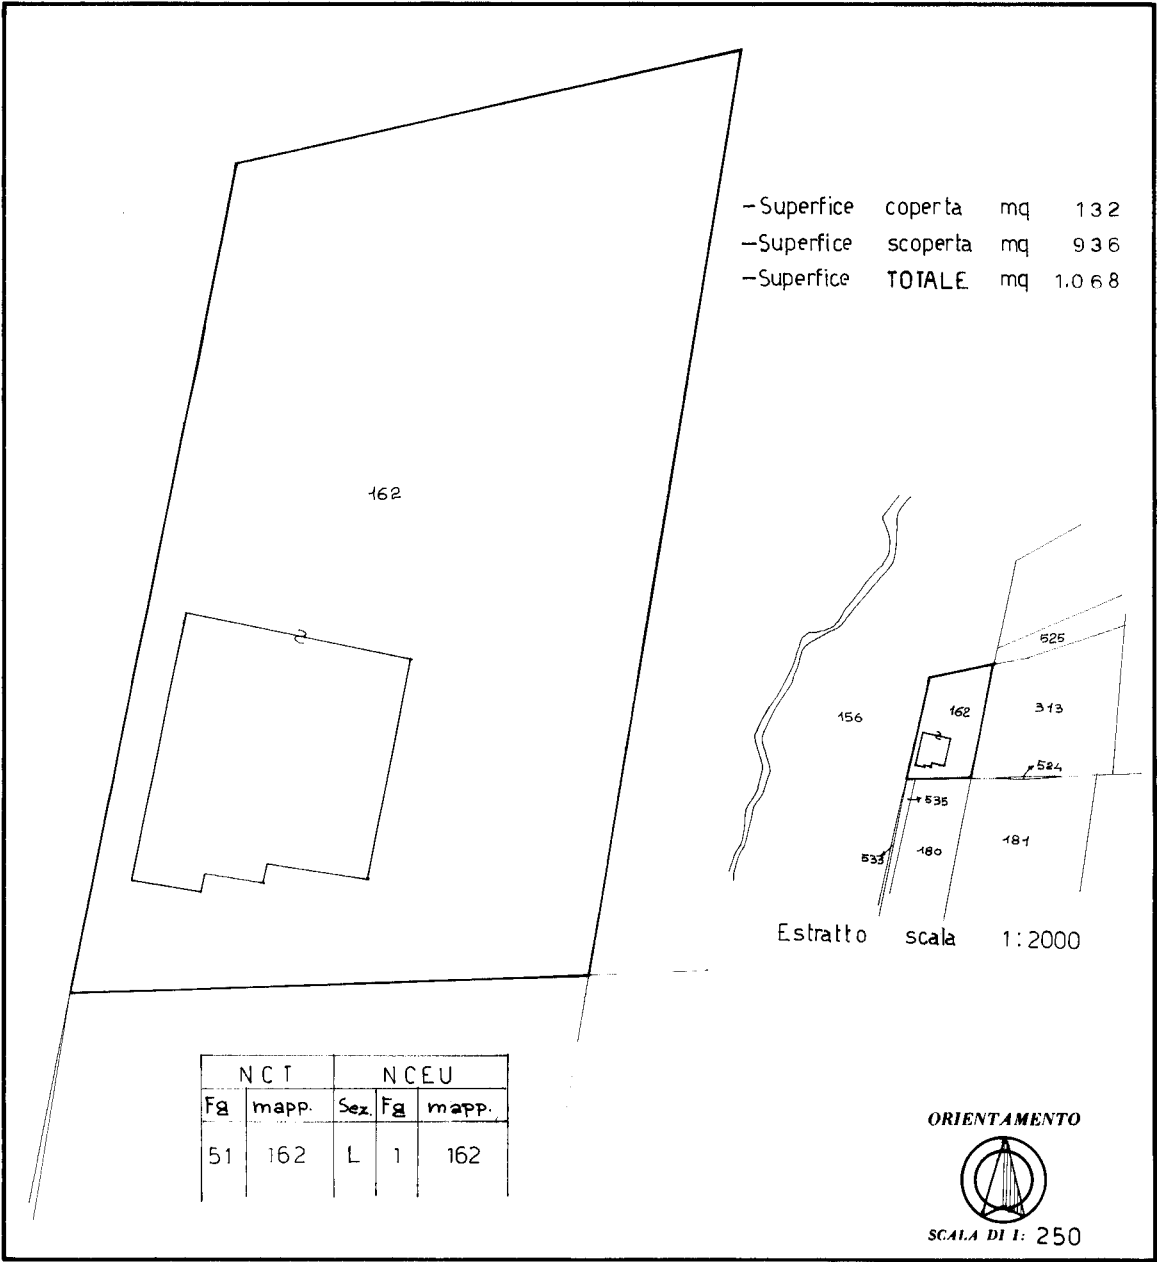 -Superfice coperta mq 132
-Superfice scoperta mq 936
-Superfice TOTALE mq 1.068
162
525
156
162
313
524
535
533
180
181
Estratto scala 1:2000
NCT NCEU
Fg mapp. Sez. Fg mapp.
51 162 L 1 162
ORIENTAMENTO
SCALA DI 1: 250